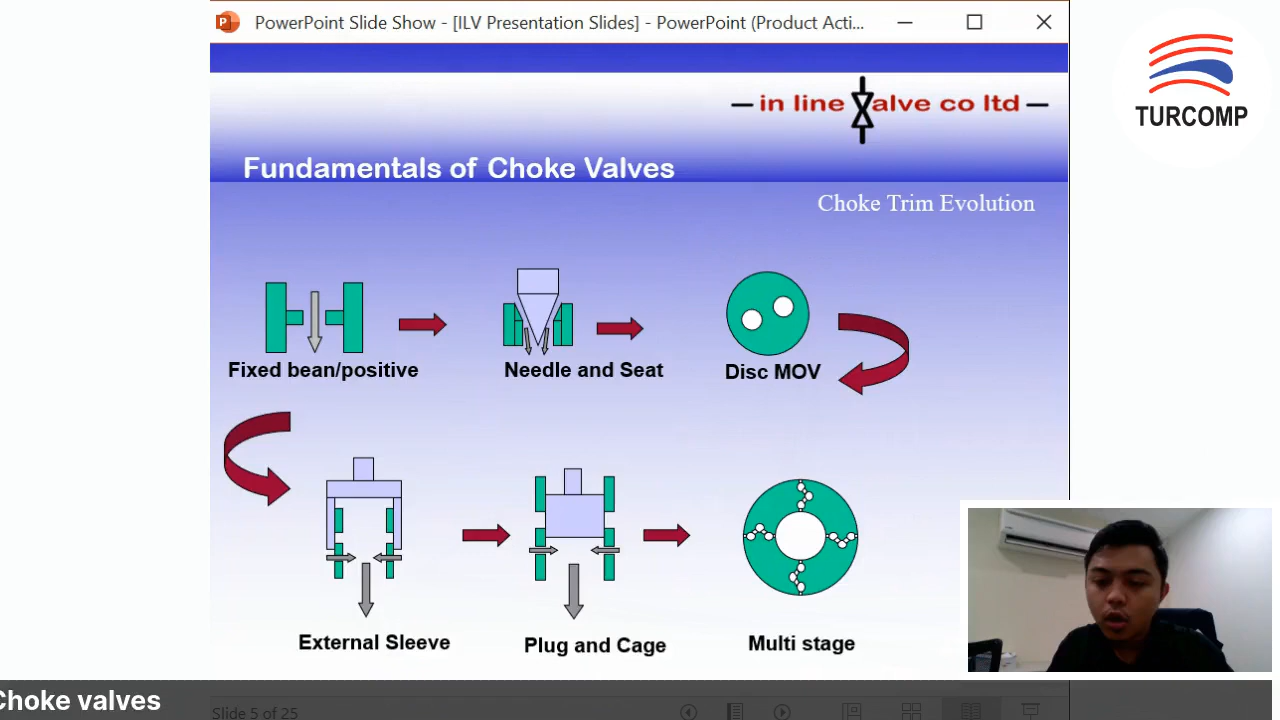 PowerPoint Slide Show - [ILV Presentation Slides] - PowerPoint (Product Acti...
TURCOMP
in line valve co ltd
Fundamentals of Choke Valves
Choke Trim Evolution
Fixed bean/positive
Needle and Seat
Disc MOV
External Sleeve
Plug and Cage
Multi stage
Choke valves
Slide 5 of 25